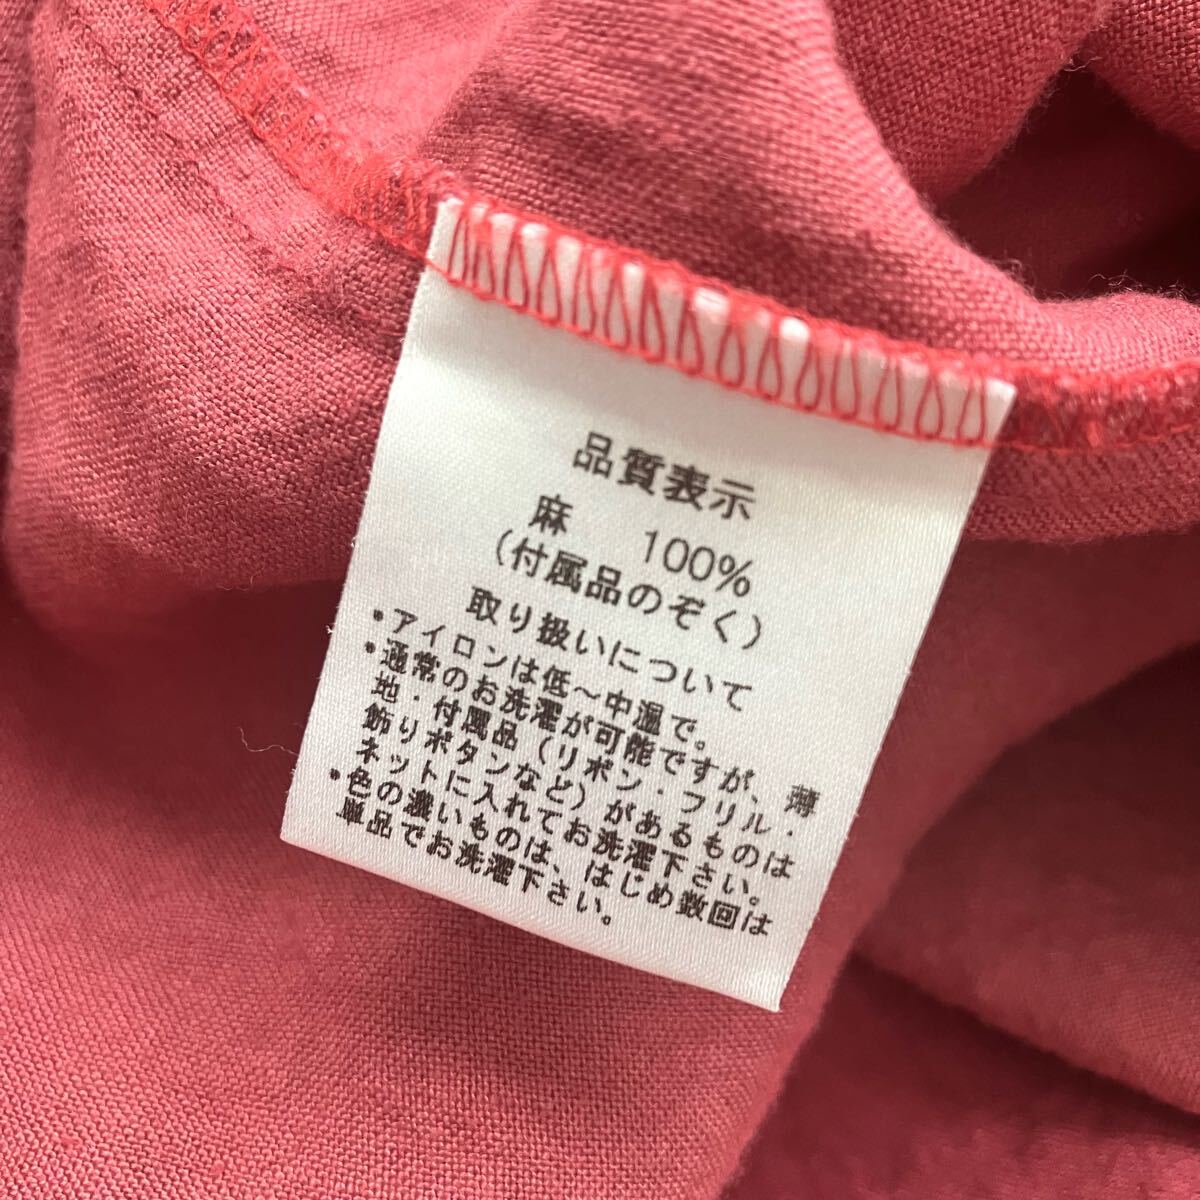 品質表示
麻 100%
(付属品のぞく)
取り扱いについて
・アイロンは低～中温で。
・通常のお洗濯が可能ですが、薄
地・付属品(リボン・フリル・
飾りボタンなど)があるものは
ネットに入れてお洗濯下さい。
・色の濃いものは、はじめ数回は
単品でお洗濯下さい。